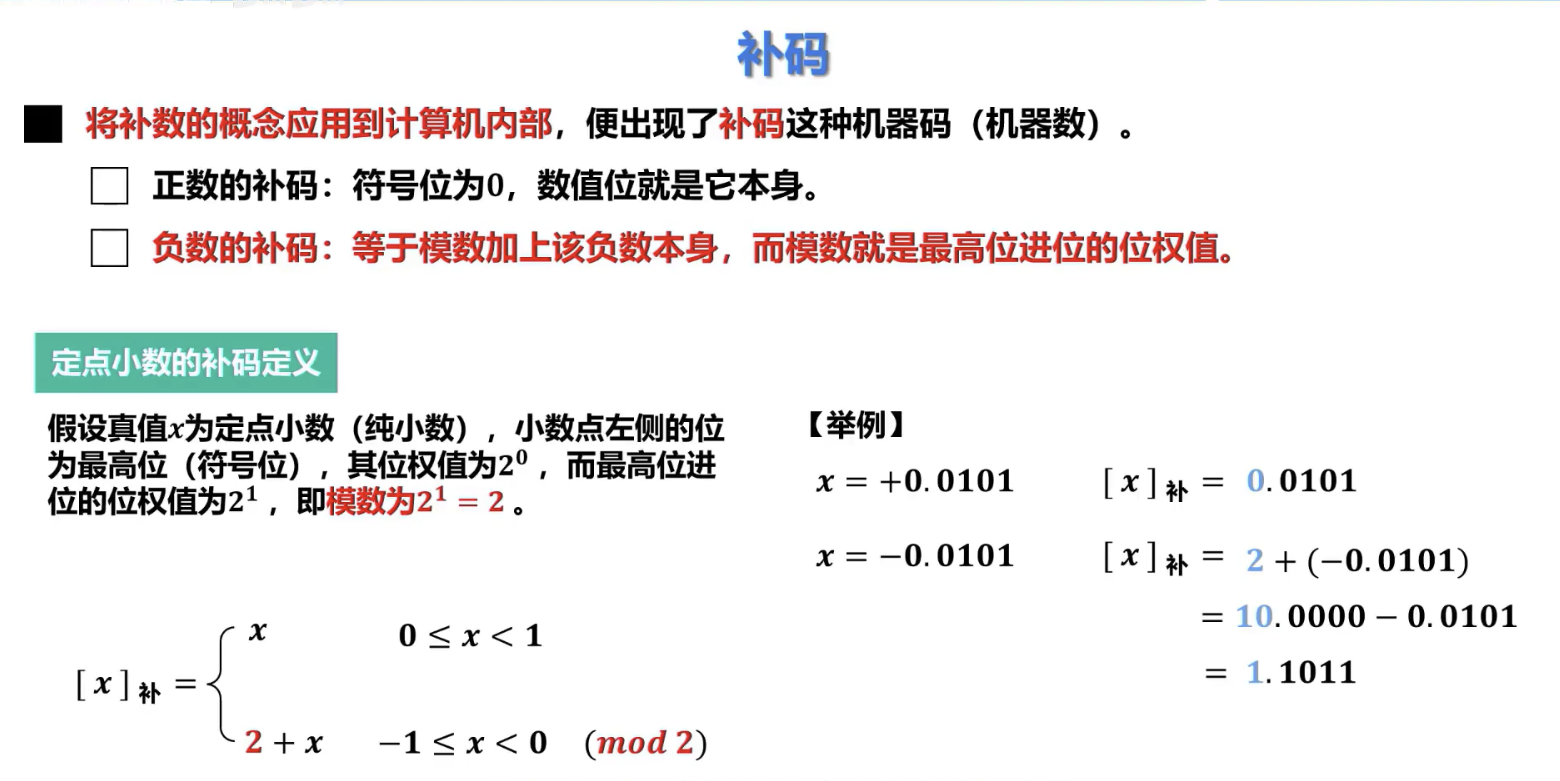 补码
将补数的概念应用到计算机内部，便出现了补码这种机器码（机器数）。
正数的补码：符号位为0，数值位就是它本身。
负数的补码：等于模数加上该负数本身，而模数就是最高位进位的位权值。
定点小数的补码定义
假设真值x为定点小数（纯小数），小数点左侧的位
为最高位（符号位），其位权值为2⁰，而最高位进
位的位权值为2¹，即模数为2¹ = 2。
[x]补 =
x 0 ≤ x < 1
2 + x −1 ≤ x < 0 (mod 2)
【举例】
x = +0.0101 [x]补 = 0.0101
x = −0.0101 [x]补 = 2 + (−0.0101)
= 10.0000 − 0.0101
= 1.1011